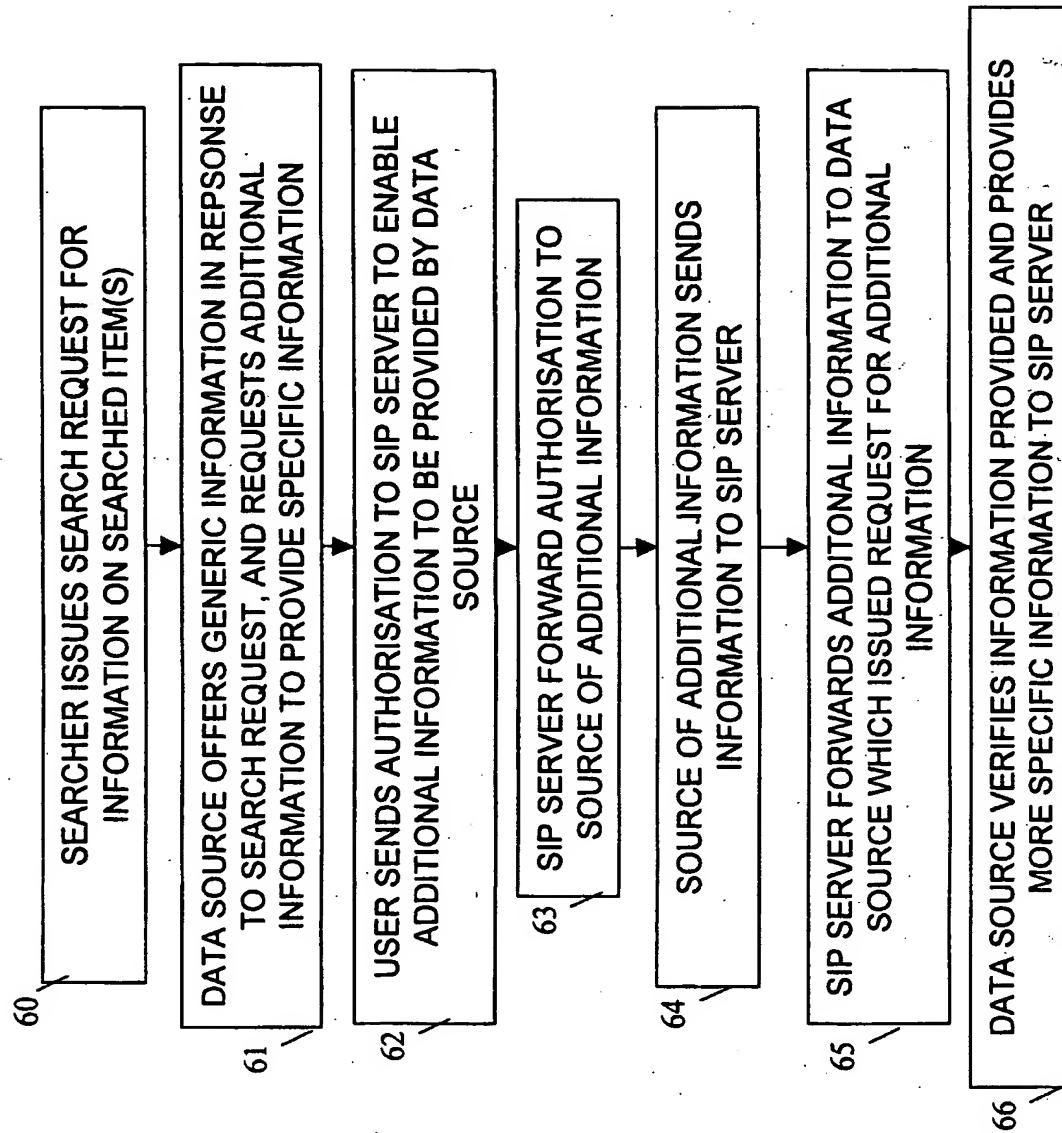 60
SEARCHER ISSUES SEARCH REQUEST FOR
INFORMATION ON SEARCHED ITEM(S)
61
DATA SOURCE OFFERS GENERIC INFORMATION IN REPSONSE
TO SEARCH REQUEST, AND REQUESTS ADDITIONAL
INFORMATION TO PROVIDE SPECIFIC INFORMATION
62
USER SENDS AUTHORISATION TO SIP SERVER TO ENABLE
ADDITIONAL INFORMATION TO BE PROVIDED BY DATA
SOURCE
63
SIP SERVER FORWARD AUTHORISATION TO
SOURCE OF ADDITIONAL INFORMATION
64
SOURCE OF ADDITIONAL INFORMATION SENDS
INFORMATION TO SIP SERVER
65
SIP SERVER FORWARDS ADDITIONAL INFORMATION TO DATA
SOURCE WHICH ISSUED REQUEST FOR ADDITIONAL
INFORMATION
66
DATA SOURCE VERIFIES INFORMATION PROVIDED AND PROVIDES
MORE SPECIFIC INFORMATION TO SIP SERVER